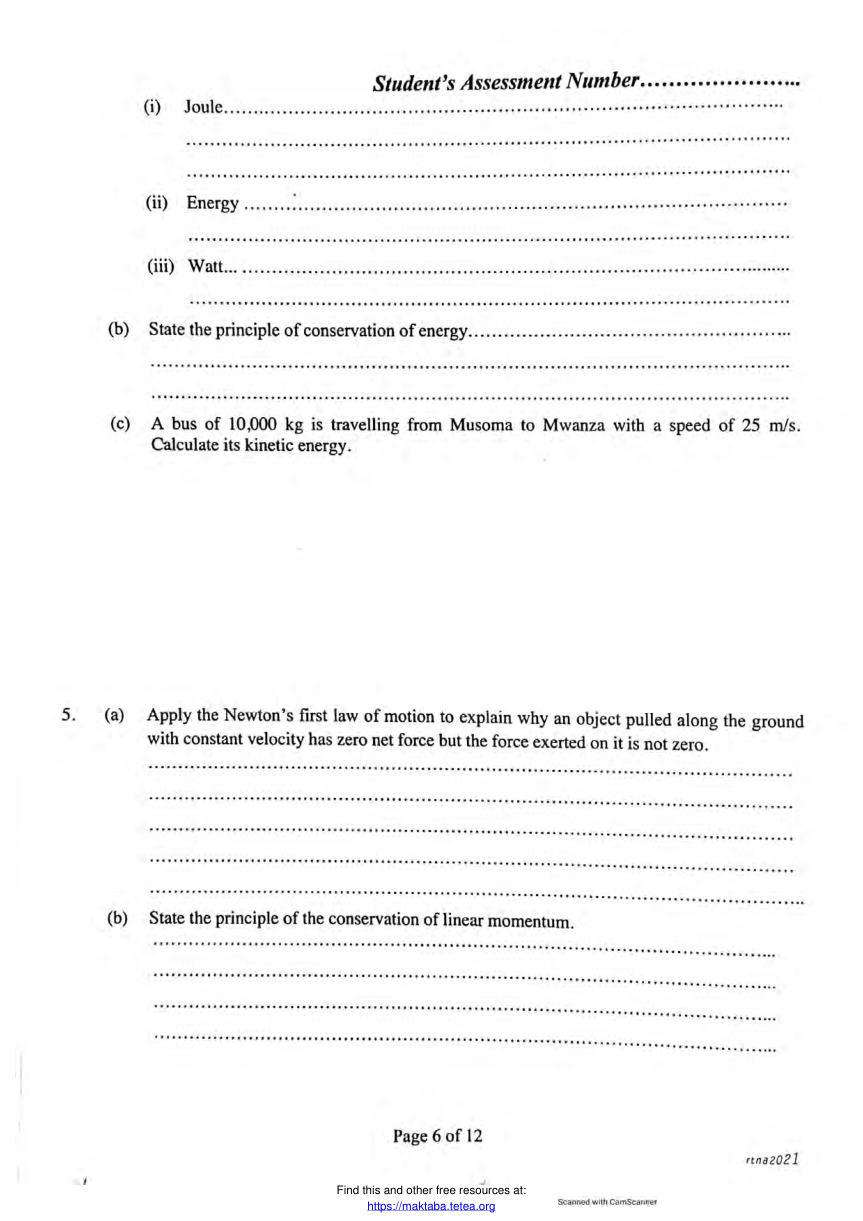 Student's Assessment Number........................
(i) Joule..........................................................................................
..........................................................................................
..........................................................................................
(ii) Energy ..........................................................................................
..........................................................................................
(iii) Watt... ..........................................................................................
..........................................................................................
(b) State the principle of conservation of energy......................................................
..........................................................................................
..........................................................................................
(c) A bus of 10,000 kg is travelling from Musoma to Mwanza with a speed of 25 m/s.
Calculate its kinetic energy.
5. (a) Apply the Newton's first law of motion to explain why an object pulled along the ground
with constant velocity has zero net force but the force exerted on it is not zero.
..........................................................................................
..........................................................................................
..........................................................................................
..........................................................................................
..........................................................................................
(b) State the principle of the conservation of linear momentum.
..........................................................................................
..........................................................................................
..........................................................................................
..........................................................................................
Page 6 of 12
rtna2021
Find this and other free resources at:
https://maktaba.tetea.org
Scanned with CamScanner